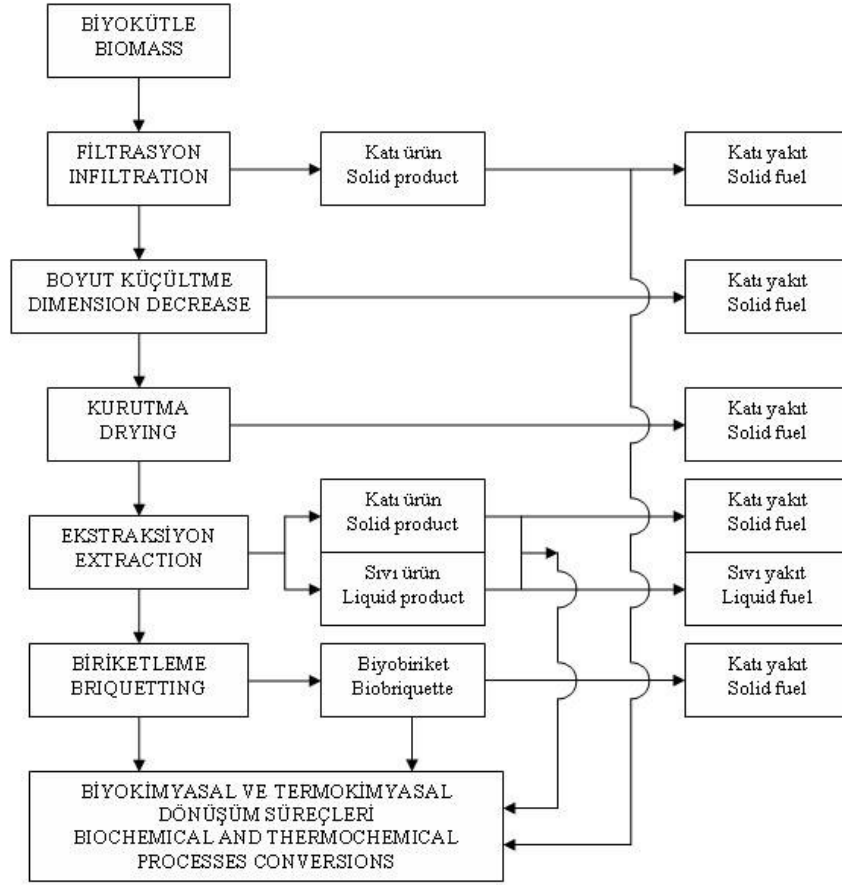 BİYOKÜTLE
BIOMASS
FİLTRASYON
INFILTRATION
Katı ürün
Solid product
Katı yakıt
Solid fuel
BOYUT KÜÇÜLTME
DIMENSION DECREASE
Katı yakıt
Solid fuel
KURUTMA
DRYING
Katı yakıt
Solid fuel
EKSTRAKSİYON
EXTRACTION
Katı ürün
Solid product
Sıvı ürün
Liquid product
Katı yakıt
Solid fuel
Sıvı yakıt
Liquid fuel
BİRİKETLEME
BRIQUETTING
Biyobiriket
Biobriquette
Katı yakıt
Solid fuel
BİYOKİMYASAL VE TERMOKİMYASAL
DÖNÜŞÜM SÜREÇLERİ
BIOCHEMICAL AND THERMOCHEMICAL
PROCESSES CONVERSIONS